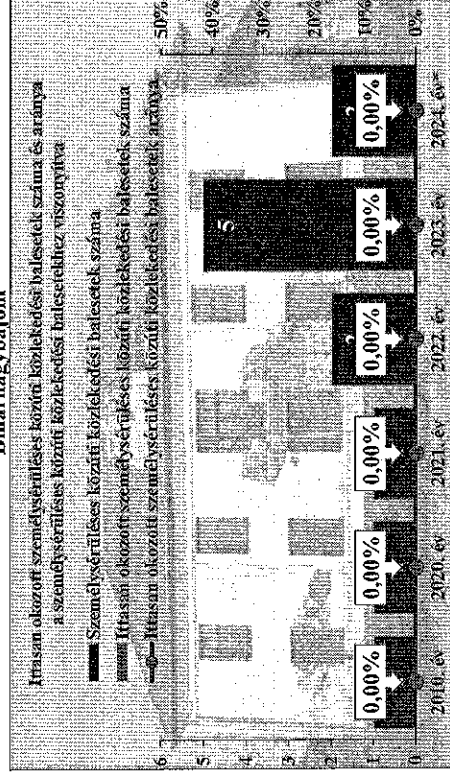 Biharnagybajom
Ittasan okozott személysérüléses közúti közlekedési balesetek száma és aránya
a személysérüléses közúti közlekedési balesetekhez viszonyítva
Személysérüléses közúti közlekedési balesetek száma
Ittasan okozott személysérüléses közúti közlekedési balesetek száma
Ittasan okozott személysérüléses közúti közlekedési balesetek aránya
6
5
4
3
2
1
50%
40%
30%
20%
10%
0%
5
2
2
0,00%
0,00%
0,00%
0,00%
0,00%
0,00%
2019. év
2020. év
2021. év
2022. év
2023. év
2024. év*